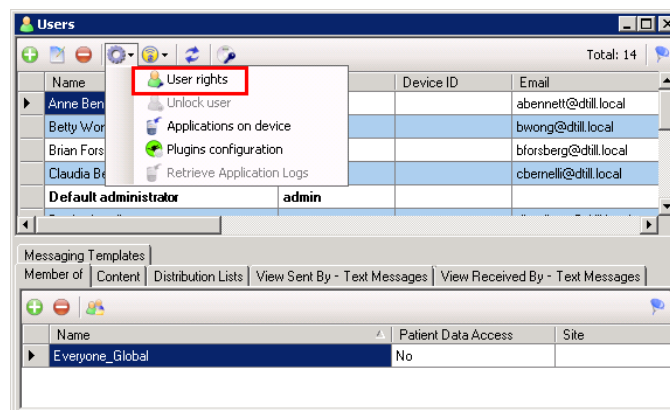 Users
Total: 14
Name Device ID Email
User rights
Anne Ben abennett@dtill.local
Unlock user
Betty Wor bwong@dtill.local
Applications on device
Brian Fors bforsberg@dtill.local
Plugins configuration
Claudia Be cbernelli@dtill.local
Retrieve Application Logs
Default administrator admin
Messaging Templates
Member of Content Distribution Lists View Sent By - Text Messages View Received By - Text Messages
Name Patient Data Access Site
Everyone_Global No